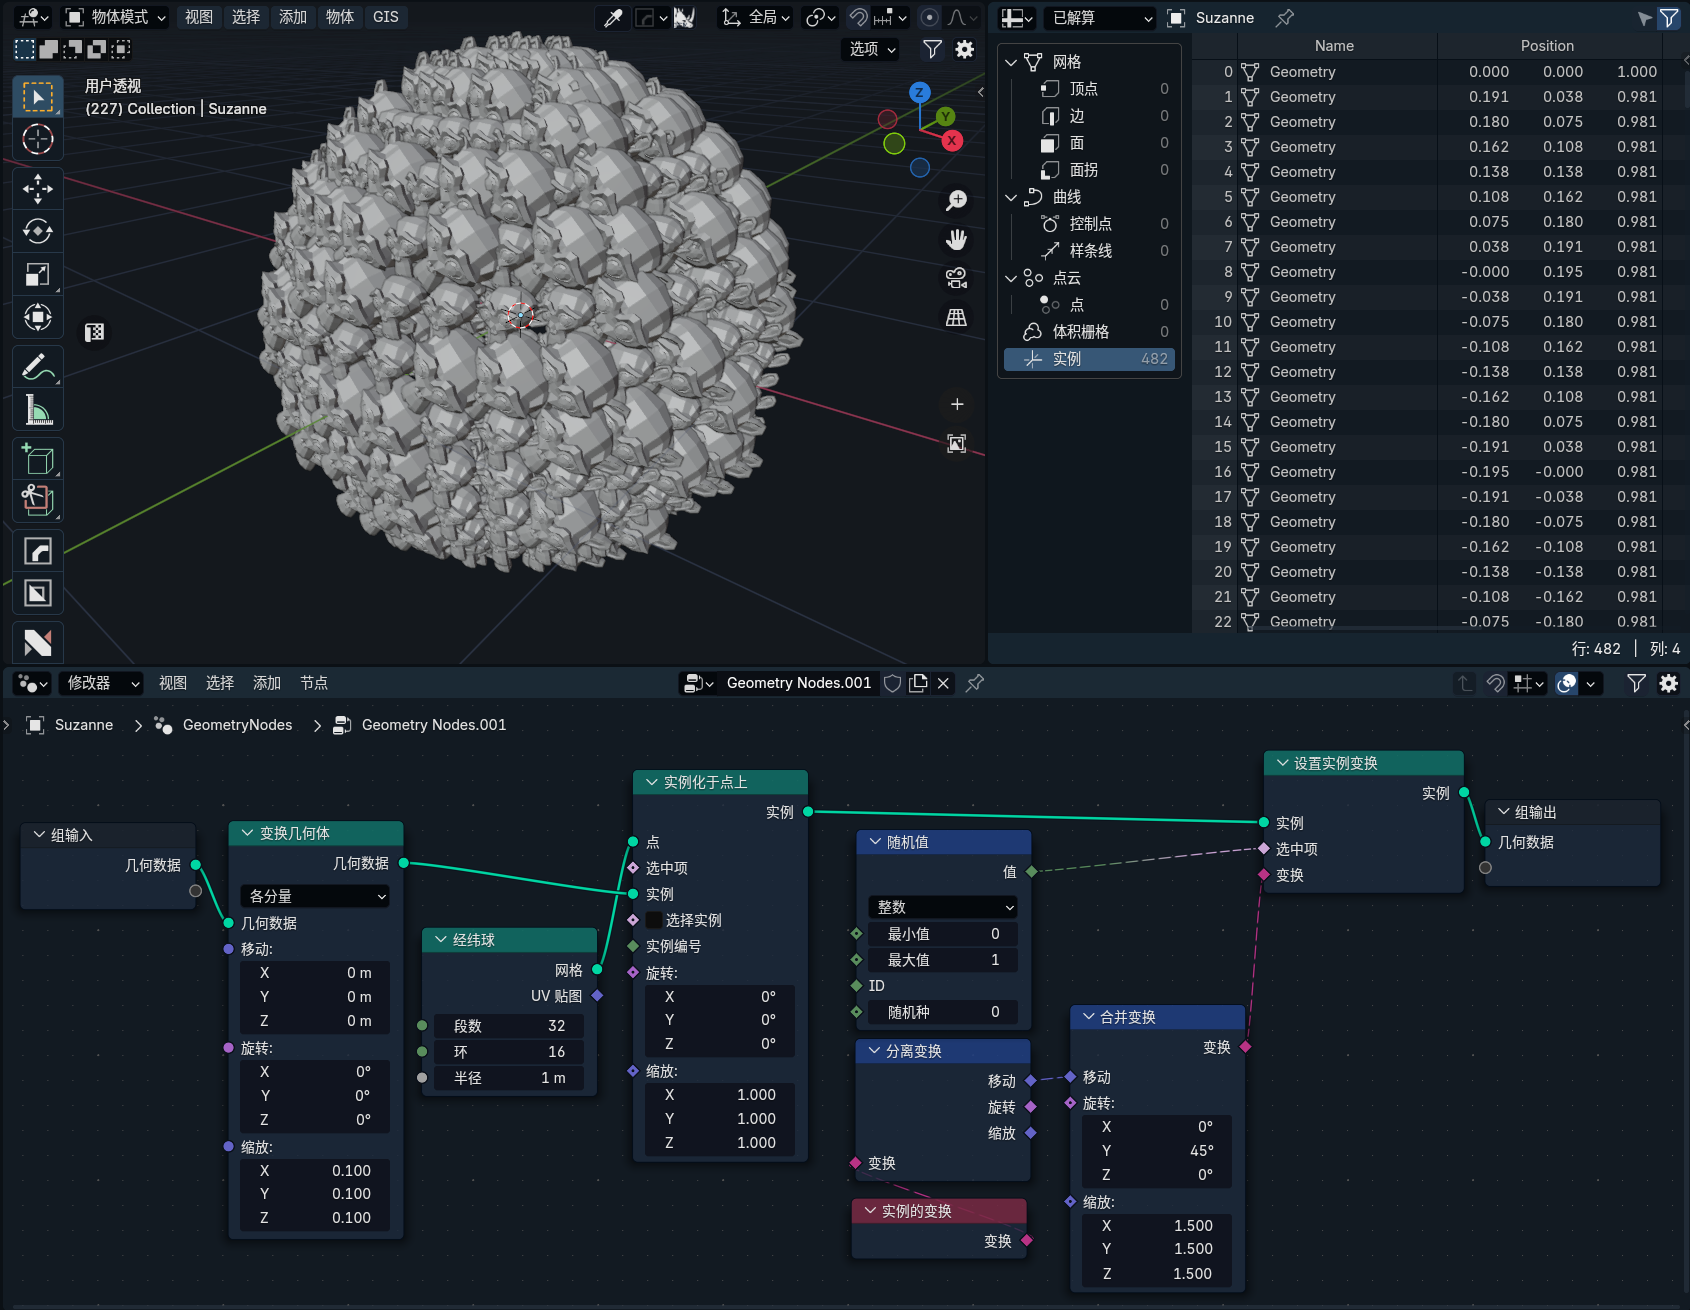 物体模式 视图 选择 添加 物体 GIS 全局
选项
用户透视
(227) Collection | Suzanne
Z
Y
X
已解算 Suzanne
网格
顶点 0
边 0
面 0
面拐 0
曲线
控制点 0
样条线 0
点云
点 0
体积栅格 0
实例 482
Name Position
0 Geometry 0.000 0.000 1.000
1 Geometry 0.191 0.038 0.981
2 Geometry 0.180 0.075 0.981
3 Geometry 0.162 0.108 0.981
4 Geometry 0.138 0.138 0.981
5 Geometry 0.108 0.162 0.981
6 Geometry 0.075 0.180 0.981
7 Geometry 0.038 0.191 0.981
8 Geometry -0.000 0.195 0.981
9 Geometry -0.038 0.191 0.981
10 Geometry -0.075 0.180 0.981
11 Geometry -0.108 0.162 0.981
12 Geometry -0.138 0.138 0.981
13 Geometry -0.162 0.108 0.981
14 Geometry -0.180 0.075 0.981
15 Geometry -0.191 0.038 0.981
16 Geometry -0.195 -0.000 0.981
17 Geometry -0.191 -0.038 0.981
18 Geometry -0.180 -0.075 0.981
19 Geometry -0.162 -0.108 0.981
20 Geometry -0.138 -0.138 0.981
21 Geometry -0.108 -0.162 0.981
22 Geometry -0.075 -0.180 0.981
行: 482 | 列: 4
修改器 视图 选择 添加 节点 Geometry Nodes.001
Suzanne GeometryNodes Geometry Nodes.001
组输入
几何数据
变换几何体
几何数据
各分量
几何数据
移动:
X 0 m
Y 0 m
Z 0 m
旋转:
X 0°
Y 0°
Z 0°
缩放:
X 0.100
Y 0.100
Z 0.100
经纬球
网格
UV 贴图
段数 32
环 16
半径 1 m
实例化于点上
实例
点
选中项
实例
选择实例
实例编号
旋转:
X 0°
Y 0°
Z 0°
缩放:
X 1.000
Y 1.000
Z 1.000
随机值
值
整数
最小值 0
最大值 1
ID
随机种 0
分离变换
移动
旋转
缩放
变换
实例的变换
变换
合并变换
变换
移动
旋转:
X 0°
Y 45°
Z 0°
缩放:
X 1.500
Y 1.500
Z 1.500
设置实例变换
实例
实例
选中项
变换
组输出
几何数据